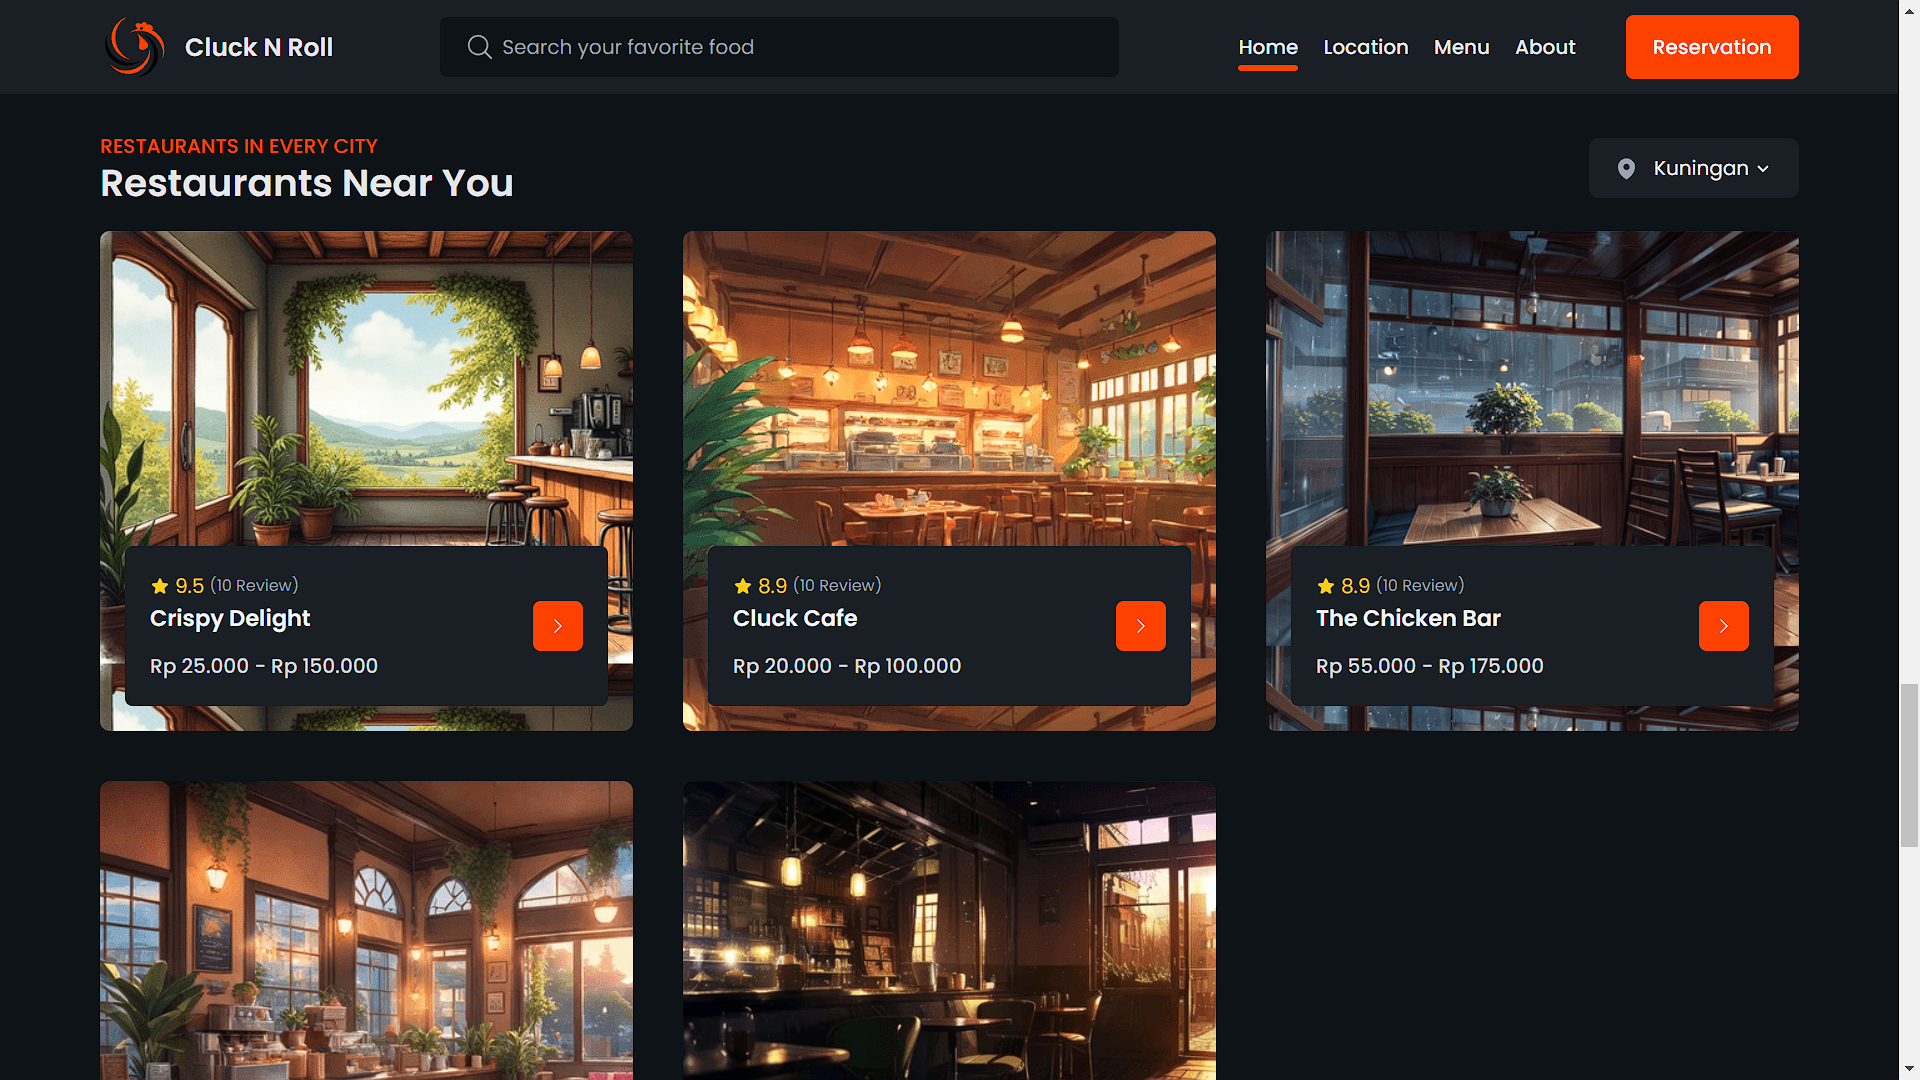 Cluck N Roll
Search your favorite food
Home
Location
Menu
About
Reservation
RESTAURANTS IN EVERY CITY
Restaurants Near You
Kuningan
9.5 (10 Review)
Crispy Delight
Rp 25.000 - Rp 150.000
8.9 (10 Review)
Cluck Cafe
Rp 20.000 - Rp 100.000
8.9 (10 Review)
The Chicken Bar
Rp 55.000 - Rp 175.000